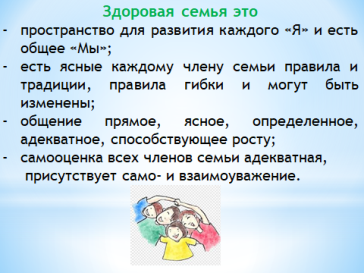 Здоровая семья это
- пространство для развития каждого «Я» и есть
общее «Мы»;
- есть ясные каждому члену семьи правила и
традиции, правила гибки и могут быть
изменены;
- общение прямое, ясное, определенное,
адекватное, способствующее росту;
- самооценка всех членов семьи адекватная,
присутствует само- и взаимоуважение.